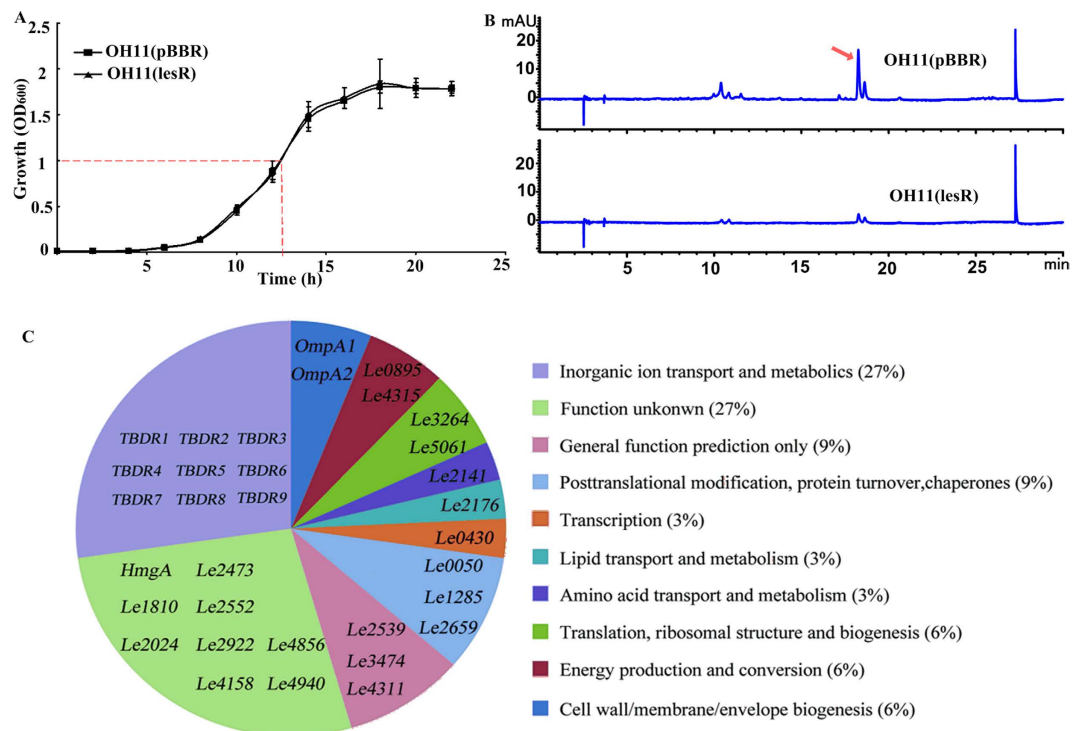 A
2.5
2
1.5
1
0.5
0
Growth (OD600)
OH11(pBBR)
OH11(lesR)
5
10
15
20
25
Time (h)
B
mAU
20
10
0
OH11(pBBR)
20
10
0
OH11(lesR)
5
10
15
20
25
min
C
OmpA1
OmpA2
Le0895
Le4315
Le3264
Le5061
Le2141
Le2176
Le0430
Le0050
Le1285
Le2659
Le2539
Le3474
Le4311
TBDR1 TBDR2 TBDR3
TBDR4 TBDR5 TBDR6
TBDR7 TBDR8 TBDR9
HmgA Le2473
Le1810 Le2552
Le2024 Le2922 Le4856
Le4158 Le4940
Inorganic ion transport and metabolics (27%)
Function unkonwn (27%)
General function prediction only (9%)
Posttranslational modification, protein turnover,chaperones (9%)
Transcription (3%)
Lipid transport and metabolism (3%)
Amino acid transport and metabolism (3%)
Translation, ribosomal structure and biogenesis (6%)
Energy production and conversion (6%)
Cell wall/membrane/envelope biogenesis (6%)